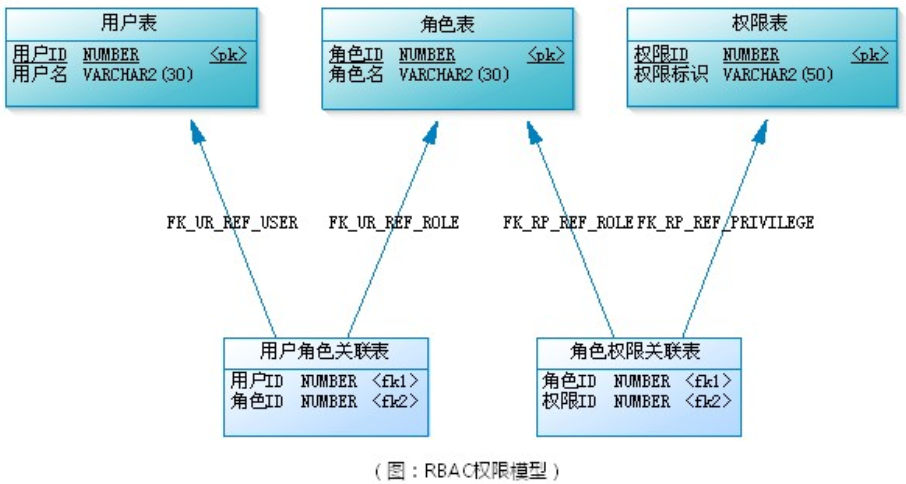 用户表
用户ID NUMBER <pk>
用户名 VARCHAR2(30)
角色表
角色ID NUMBER <pk>
角色名 VARCHAR2(30)
权限表
权限ID NUMBER <pk>
权限标识 VARCHAR2(50)
FK_UR_REF_USER
FK_UR_REF_ROLE
FK_RP_REF_ROLE
FK_RP_REF_PRIVILEGE
用户角色关联表
用户ID NUMBER <fk1>
角色ID NUMBER <fk2>
角色权限关联表
角色ID NUMBER <fk1>
权限ID NUMBER <fk2>
(图：RBAC权限模型)